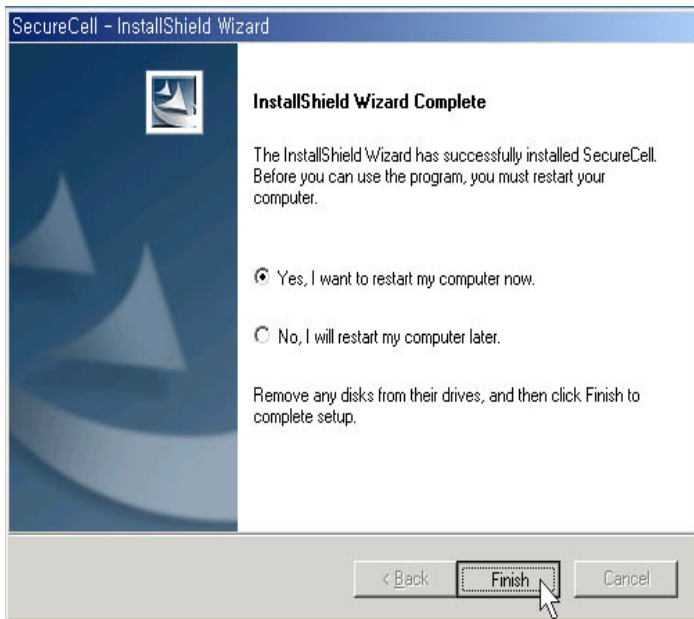 SecureCell - InstallShield Wizard
InstallShield Wizard Complete
The InstallShield Wizard has successfully installed SecureCell.
Before you can use the program, you must restart your
computer.
Yes, I want to restart my computer now.
No, I will restart my computer later.
Remove any disks from their drives, and then click Finish to
complete setup.
< Back
Finish
Cancel